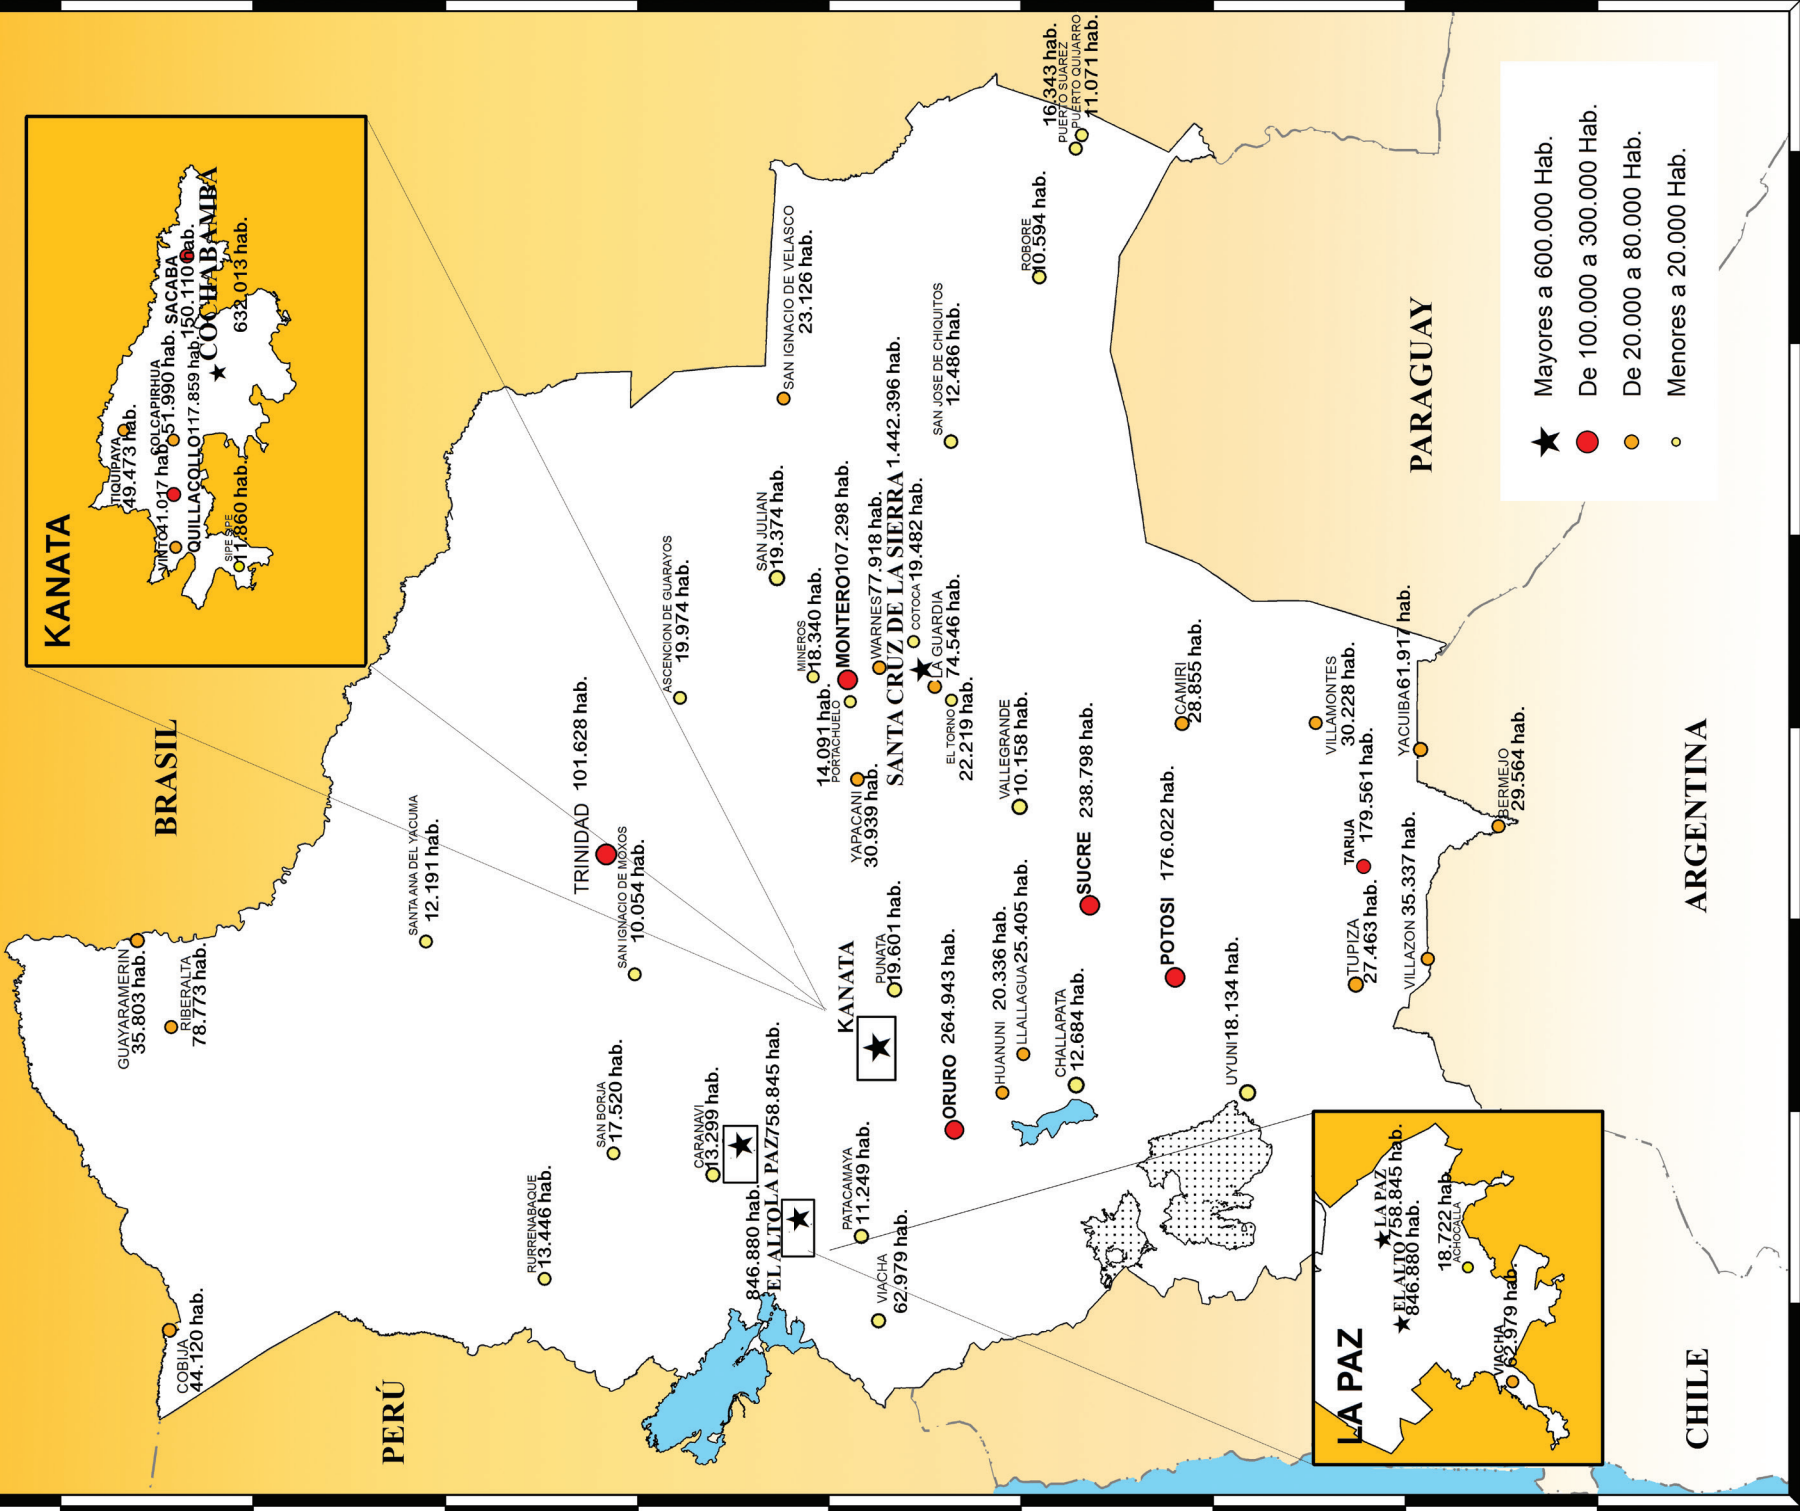 KANATA
TIQUIPAYA
49.473 hab.
COLCAPIRHUA
51.990 hab.
SACABA
150.110 hab.
VINTO 41.017 hab.
QUILLACOLLO 117.859 hab.
COCHABAMBA
632.013 hab.
SIPE SIPE
11.860 hab.
BRASIL
PERÚ
PARAGUAY
ARGENTINA
CHILE
GUAYARAMERIN
35.803 hab.
RIBERALTA
78.773 hab.
COBIJA
44.120 hab.
SANTA ANA DEL YACUMA
12.191 hab.
TRINIDAD 101.628 hab.
SAN IGNACIO DE MOXOS
10.054 hab.
RURRENABAQUE
13.446 hab.
SAN BORJA
17.520 hab.
ASCENCION DE GUARAYOS
19.974 hab.
SAN JULIAN
19.374 hab.
SAN IGNACIO DE VELASCO
23.126 hab.
MINEROS
18.340 hab.
MONTERO 107.298 hab.
14.091 hab.
PORTACHUELO
WARNES 77.918 hab.
SANTA CRUZ DE LA SIERRA 1.442.396 hab.
COTOCA 19.482 hab.
LA GUARDIA
74.546 hab.
EL TORNO
22.219 hab.
YAPACANI
30.939 hab.
SAN JOSE DE CHIQUITOS
12.486 hab.
ROBORE
10.594 hab.
16.343 hab.
PUERTO SUAREZ
PUERTO QUIJARRO
11.071 hab.
CARANAVI
13.299 hab.
LA PAZ 758.845 hab.
846.880 hab.
EL ALTO
KANATA
PUNATA
19.601 hab.
PATACAMAYA
11.249 hab.
VIACHA
62.979 hab.
ORURO 264.943 hab.
HUANUNI 20.336 hab.
LLALLAGUA 25.405 hab.
CHALLAPATA
12.684 hab.
VALLEGRANDE
10.158 hab.
SUCRE 238.798 hab.
POTOSI 176.022 hab.
CAMIRI
28.855 hab.
UYUNI 18.134 hab.
VILLAMONTES
30.228 hab.
TARIJA 179.561 hab.
TUPIZA
27.463 hab.
YACUIBA 61.917 hab.
VILLAZON 35.337 hab.
BERMEJO
29.564 hab.
LA PAZ
LA PAZ
758.845 hab.
EL ALTO
846.880 hab.
18.722 hab.
ACHOCALLA
VIACHA
62.979 hab.
Mayores a 600.000 Hab.
De 100.000 a 300.000 Hab.
De 20.000 a 80.000 Hab.
Menores a 20.000 Hab.